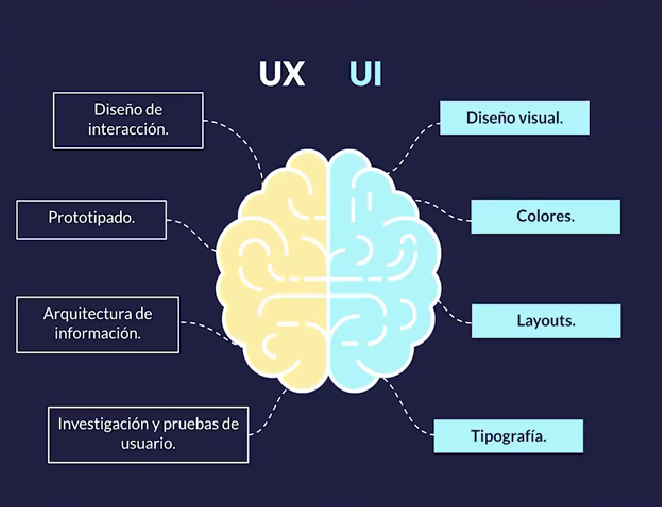 UX UI
Diseño de
interacción.
Diseño visual.
Prototipado.
Colores.
Arquitectura de
información.
Layouts.
Investigación y pruebas de
usuario.
Tipografía.